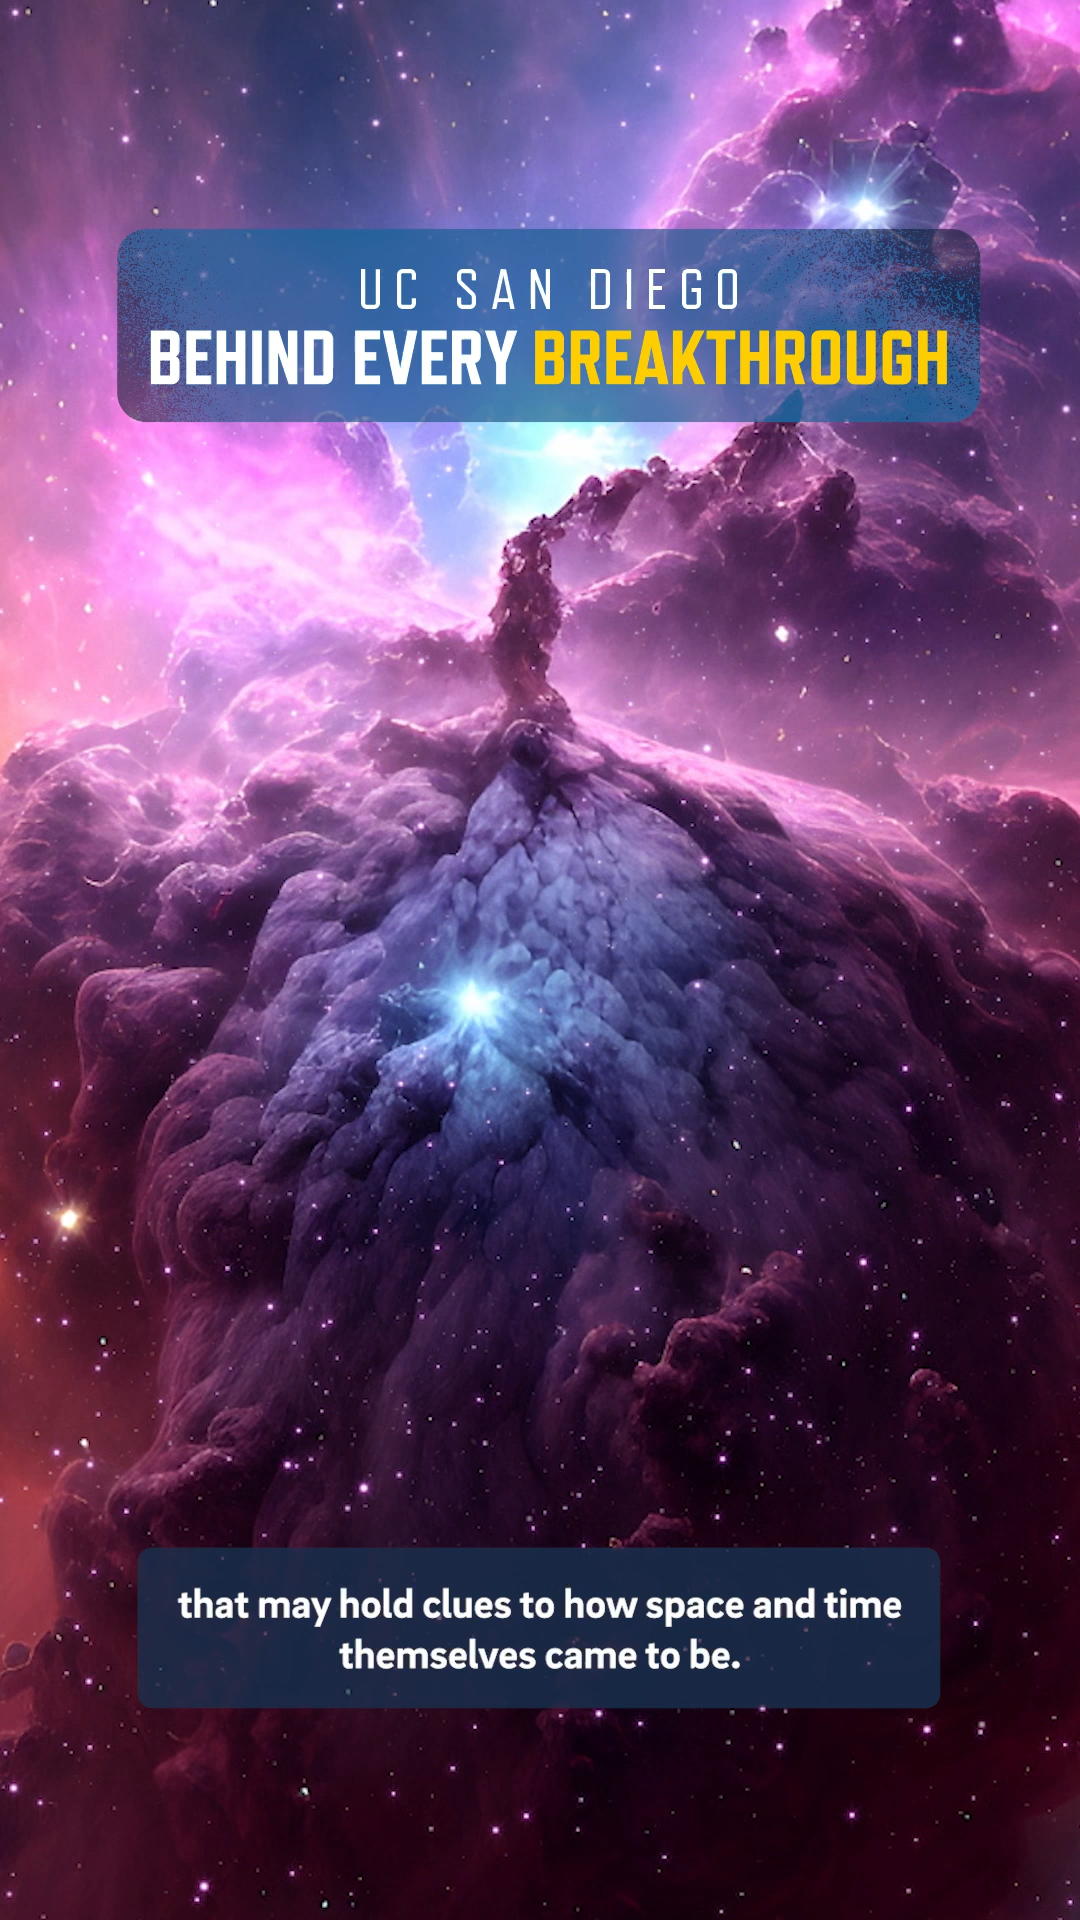 UC SAN DIEGO
BEHIND EVERY BREAKTHROUGH
that may hold clues to how space and time
themselves came to be.